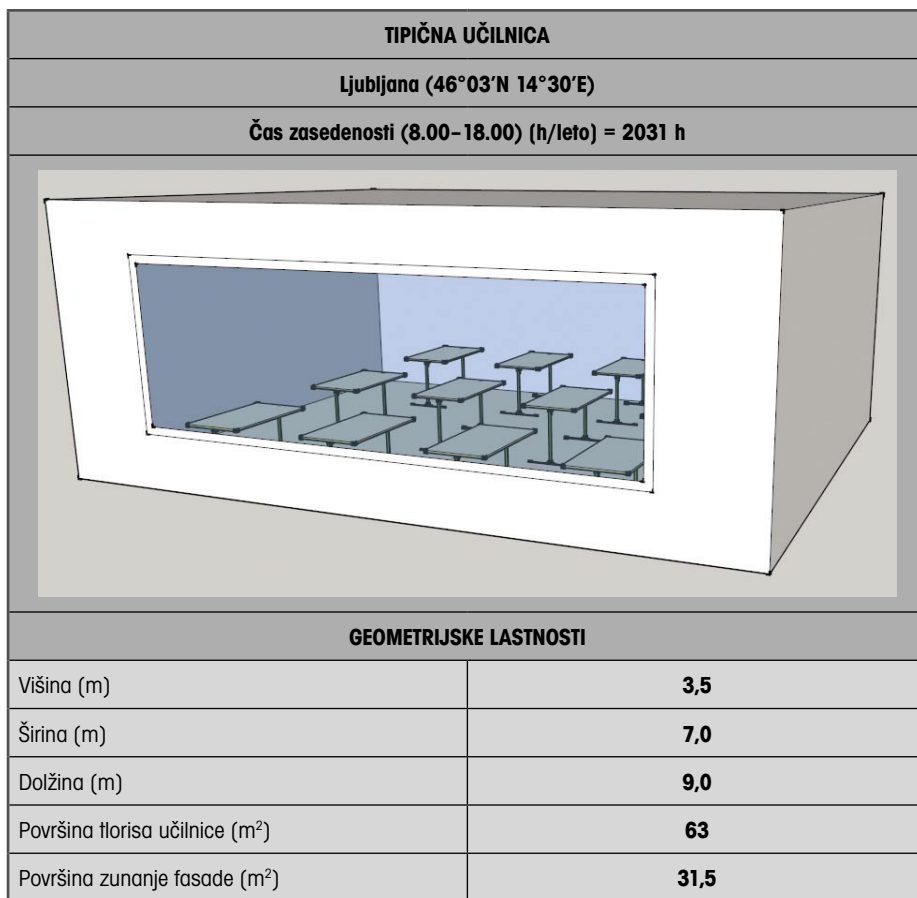 TIPIČNA UČILNICA
Ljubljana (46°03′N 14°30′E)
Čas zasedenosti (8.00–18.00) (h/leto) = 2031 h
GEOMETRIJSKE LASTNOSTI
Višina (m) 3,5
Širina (m) 7,0
Dolžina (m) 9,0
Površina tlorisa učilnice (m²) 63
Površina zunanje fasade (m²) 31,5